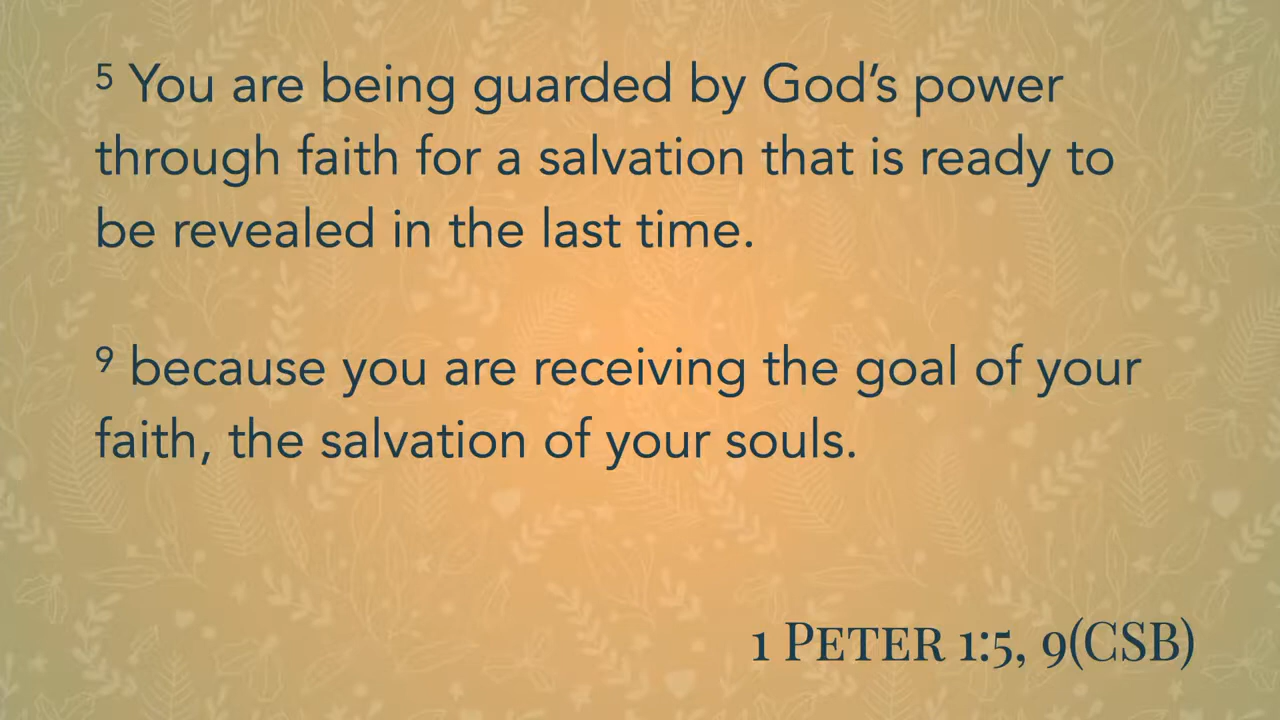 5 You are being guarded by God’s power
through faith for a salvation that is ready to
be revealed in the last time.
9 because you are receiving the goal of your
faith, the salvation of your souls.
1 Peter 1:5, 9(CSB)